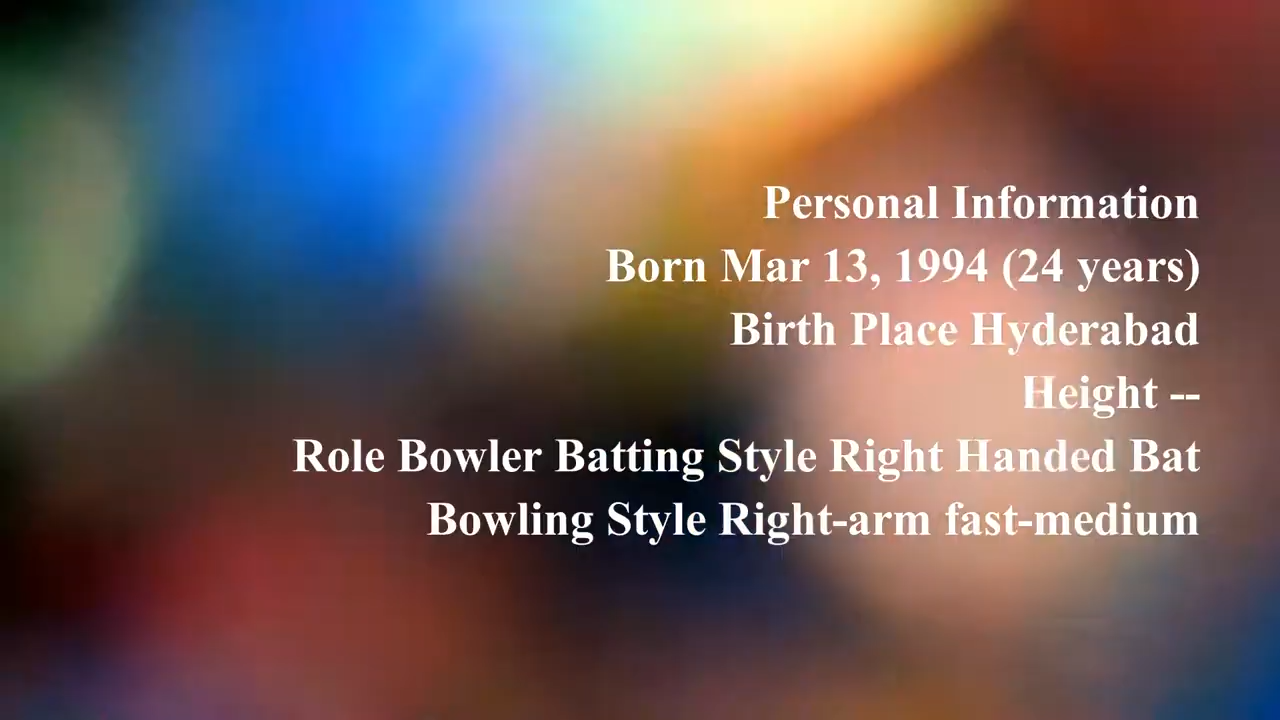 Personal Information
Born Mar 13, 1994 (24 years)
Birth Place Hyderabad
Height --
Role Bowler Batting Style Right Handed Bat
Bowling Style Right-arm fast-medium